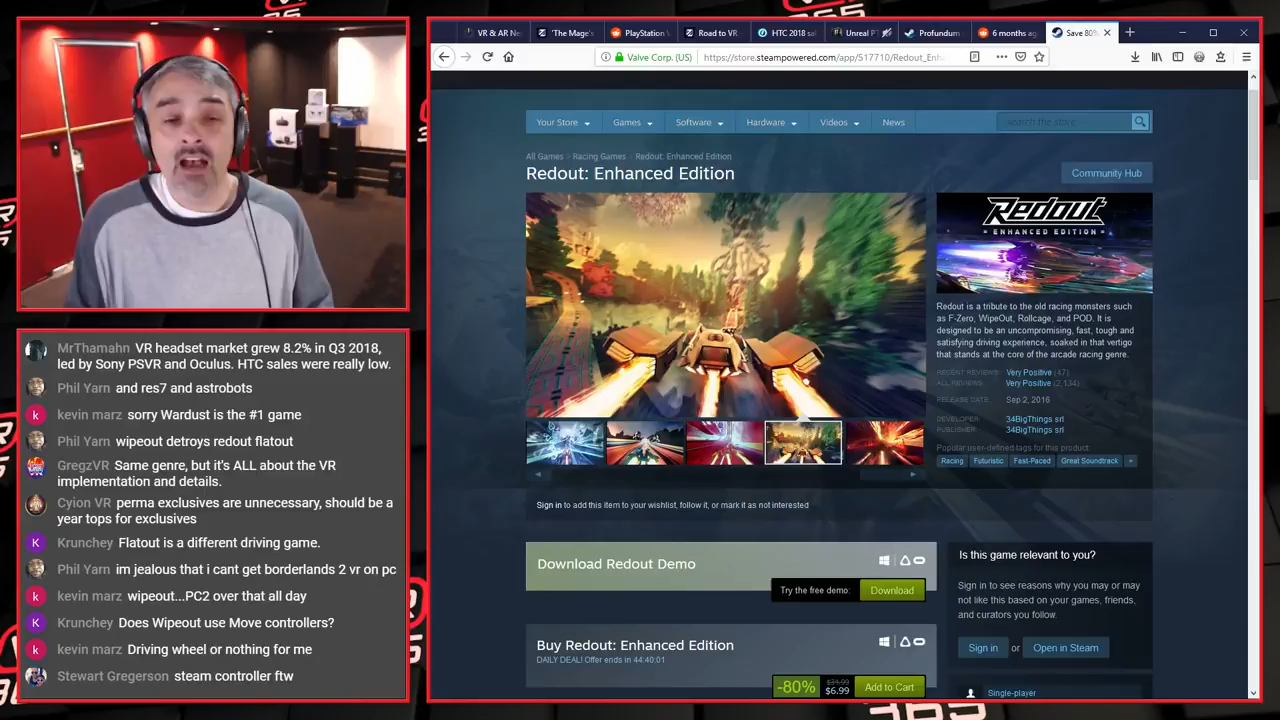 VR & AR Ne
'The Mage's
PlayStation V
Road to VR
HTC 2018 sal
Unreal PT
Profundum
6 months ag
Save 80%
Valve Corp. (US)
https://store.steampowered.com/app/517710/Redout_Enh
Your Store
Games
Software
Hardware
Videos
News
search the store
All Games > Racing Games > Redout: Enhanced Edition
Redout: Enhanced Edition
Community Hub
Redout
= ENHANCED EDITION =
Redout is a tribute to the old racing monsters such
as F-Zero, WipeOut, Rollcage, and POD. It is
designed to be an uncompromising, fast, tough and
satisfying driving experience, soaked in that vertigo
that stands at the core of the arcade racing genre.
RECENT REVIEWS: Very Positive (47)
ALL REVIEWS: Very Positive (2,134)
RELEASE DATE: Sep 2, 2016
DEVELOPER: 34BigThings srl
PUBLISHER: 34BigThings srl
Popular user-defined tags for this product:
Racing Futuristic Fast-Paced Great Soundtrack +
Sign in to add this item to your wishlist, follow it, or mark it as not interested
Download Redout Demo
Try the free demo: Download
Buy Redout: Enhanced Edition
DAILY DEAL! Offer ends in 44:40:01
-80% $34.99 $6.99 Add to Cart
Is this game relevant to you?
Sign in to see reasons why you may or may
not like this based on your games, friends,
and curators you follow.
Sign in or Open in Steam
Single-player
MrThamahn VR headset market grew 8.2% in Q3 2018,
led by Sony PSVR and Oculus. HTC sales were really low.
Phil Yarn and res7 and astrobots
k kevin marz sorry Wardust is the #1 game
Phil Yarn wipeout detroys redout flatout
GregzVR Same genre, but it's ALL about the VR
implementation and details.
Cyion VR perma exclusives are unnecessary, should be a
year tops for exclusives
K Krunchey Flatout is a different driving game.
Phil Yarn im jealous that i cant get borderlands 2 vr on pc
k kevin marz wipeout...PC2 over that all day
K Krunchey Does Wipeout use Move controllers?
k kevin marz Driving wheel or nothing for me
Stewart Gregerson steam controller ftw
365